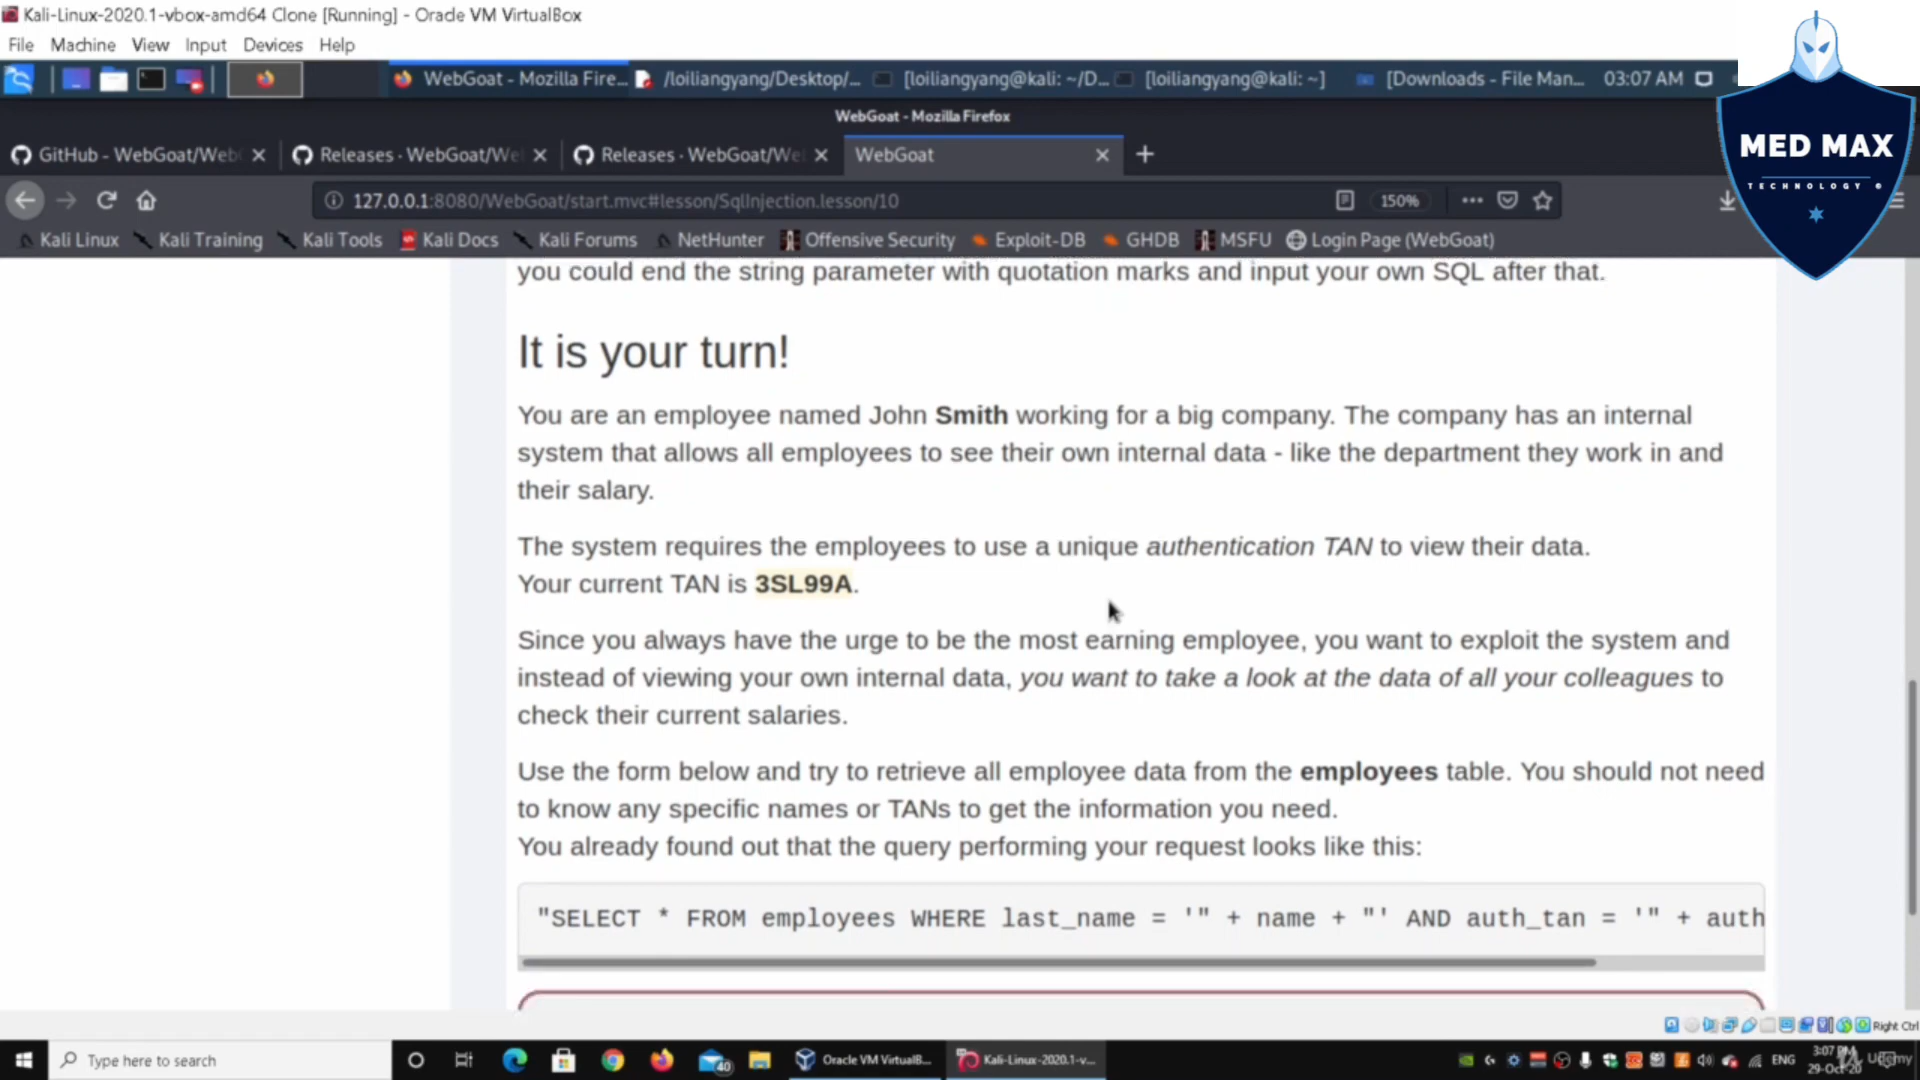 Kali-Linux-2020.1-vbox-amd64 Clone [Running] - Oracle VM VirtualBox
File Machine View Input Devices Help
WebGoat - Mozilla Fire... /loiliangyang/Desktop/... [loiliangyang@kali: ~/D... [loiliangyang@kali: ~] [Downloads - File Man... 03:07 AM
WebGoat - Mozilla Firefox
GitHub - WebGoat/Web Releases · WebGoat/We Releases · WebGoat/We WebGoat
MED MAX
TECHNOLOGY
127.0.0.1:8080/WebGoat/start.mvc#lesson/SqlInjection.lesson/10 150%
Kali Linux Kali Training Kali Tools Kali Docs Kali Forums NetHunter Offensive Security Exploit-DB GHDB MSFU Login Page (WebGoat)
you could end the string parameter with quotation marks and input your own SQL after that.
It is your turn!
You are an employee named John Smith working for a big company. The company has an internal
system that allows all employees to see their own internal data - like the department they work in and
their salary.
The system requires the employees to use a unique authentication TAN to view their data.
Your current TAN is 3SL99A.
Since you always have the urge to be the most earning employee, you want to exploit the system and
instead of viewing your own internal data, you want to take a look at the data of all your colleagues to
check their current salaries.
Use the form below and try to retrieve all employee data from the employees table. You should not need
to know any specific names or TANs to get the information you need.
You already found out that the query performing your request looks like this:
"SELECT * FROM employees WHERE last_name = '" + name + "' AND auth_tan = '" + auth
Right Ctrl
Type here to search 40 Oracle VM VirtualB... Kali-Linux-2020.1-v... ENG 3:07 PM
29-Oct-20
Udemy